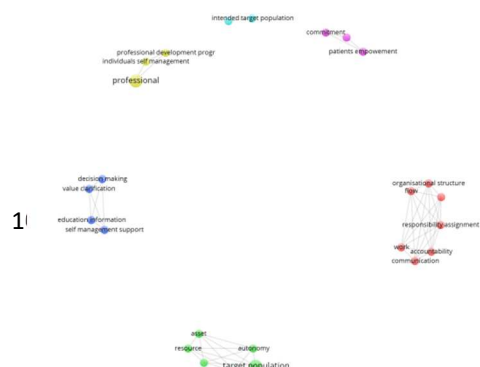 intended target population
commitment
patients empowement
professional development progr
individuals self management
professional
decision making
value clarification
education information
self management support
organisational structure
flow
responsibility assignment
work
accountability
communication
asset
resource
autonomy
target population